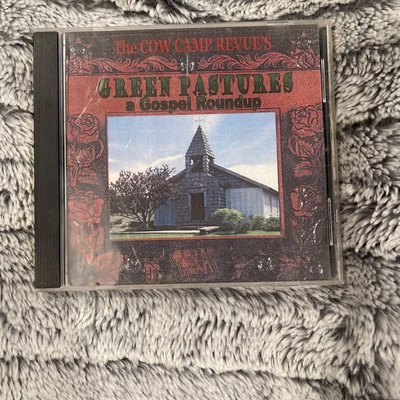 The COW CAMP REVUE'S
GREEN PASTURES
a Gospel Roundup